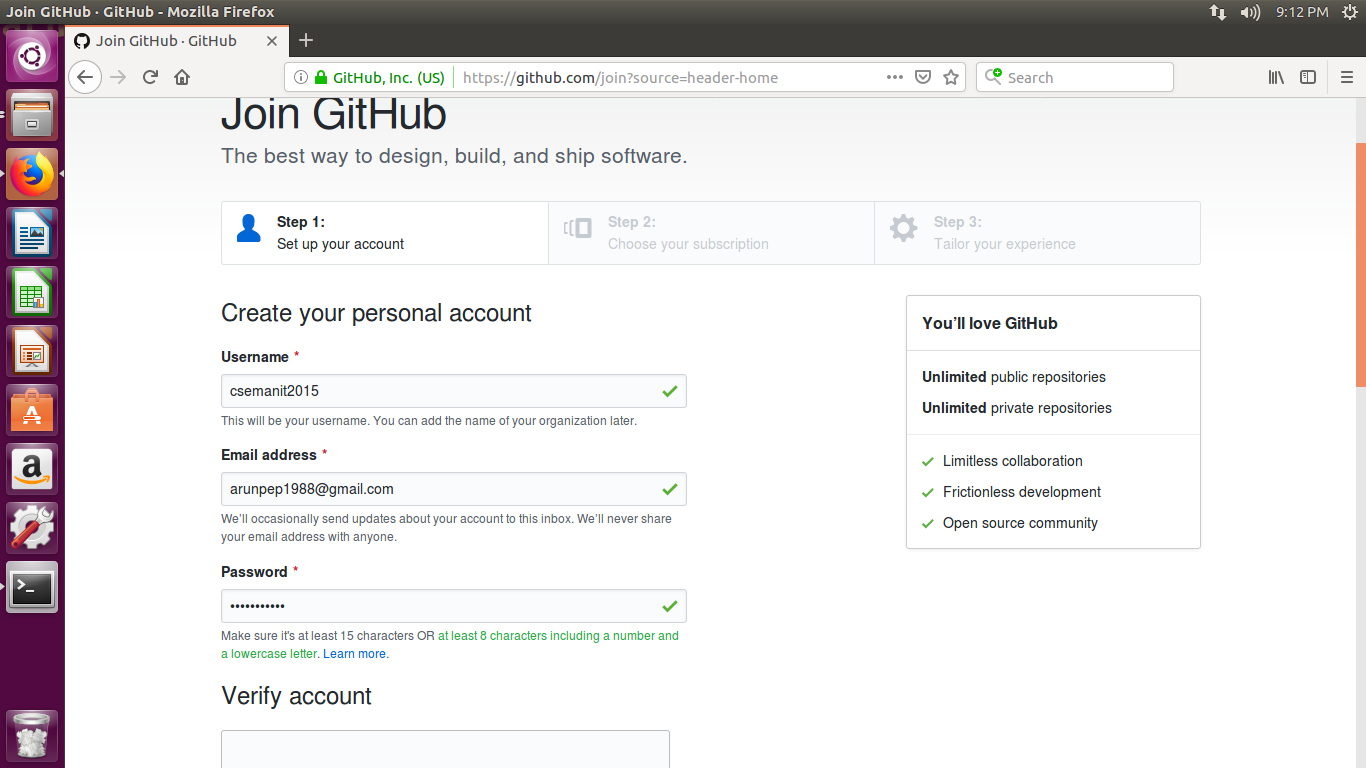 Join GitHub · GitHub - Mozilla Firefox
9:12 PM
Join GitHub · GitHub
GitHub, Inc. (US)
https://github.com/join?source=header-home
Search
Join GitHub
The best way to design, build, and ship software.
Step 1:
Set up your account
Step 2:
Choose your subscription
Step 3:
Tailor your experience
Create your personal account
Username *
csemanit2015
This will be your username. You can add the name of your organization later.
Email address *
arunpep1988@gmail.com
We'll occasionally send updates about your account to this inbox. We'll never share
your email address with anyone.
Password *
•••••••••••
Make sure it's at least 15 characters OR at least 8 characters including a number and
a lowercase letter. Learn more.
Verify account
You'll love GitHub
Unlimited public repositories
Unlimited private repositories
Limitless collaboration
Frictionless development
Open source community